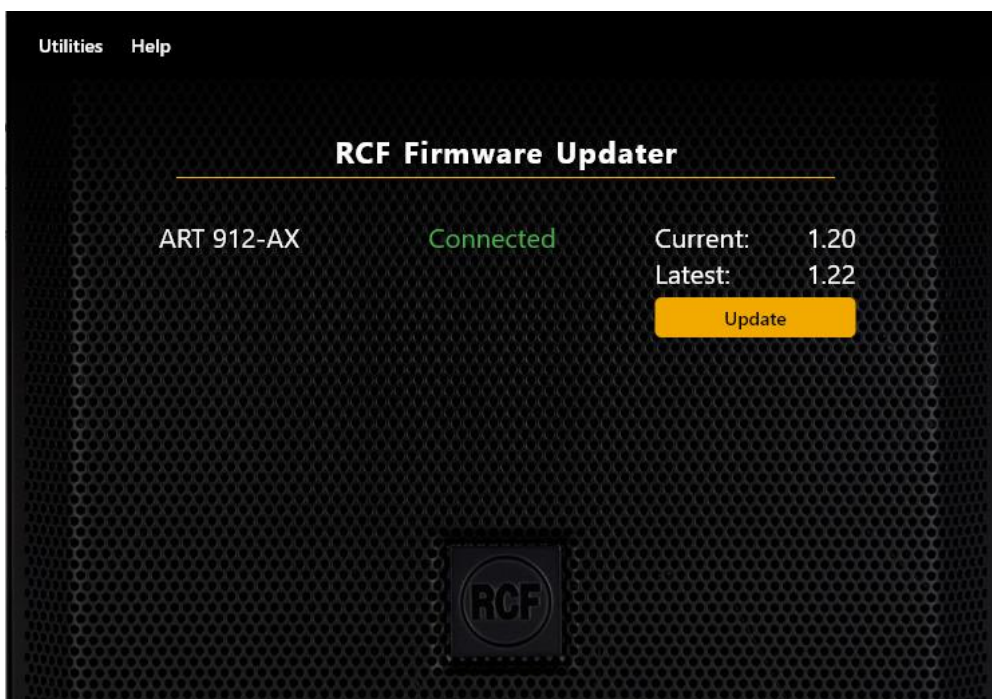 Utilities Help
RCF Firmware Updater
ART 912-AX Connected Current: 1.20
Latest: 1.22
Update
RCF